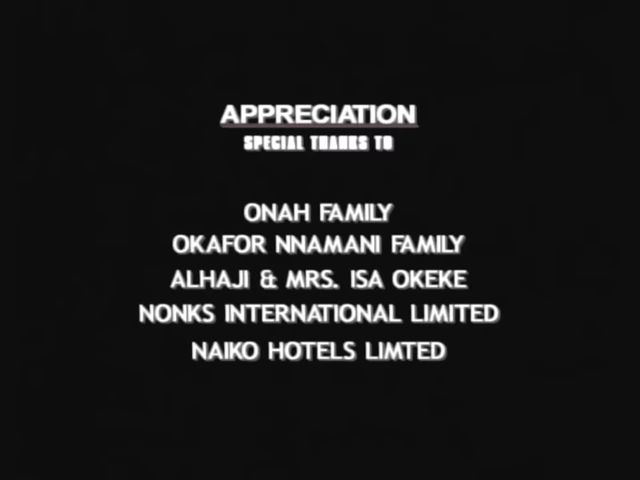 APPRECIATION
SPECIAL THANKS TO
ONAH FAMILY
OKAFOR NNAMANI FAMILY
ALHAJI & MRS. ISA OKEKE
NONKS INTERNATIONAL LIMITED
NAIKO HOTELS LIMTED